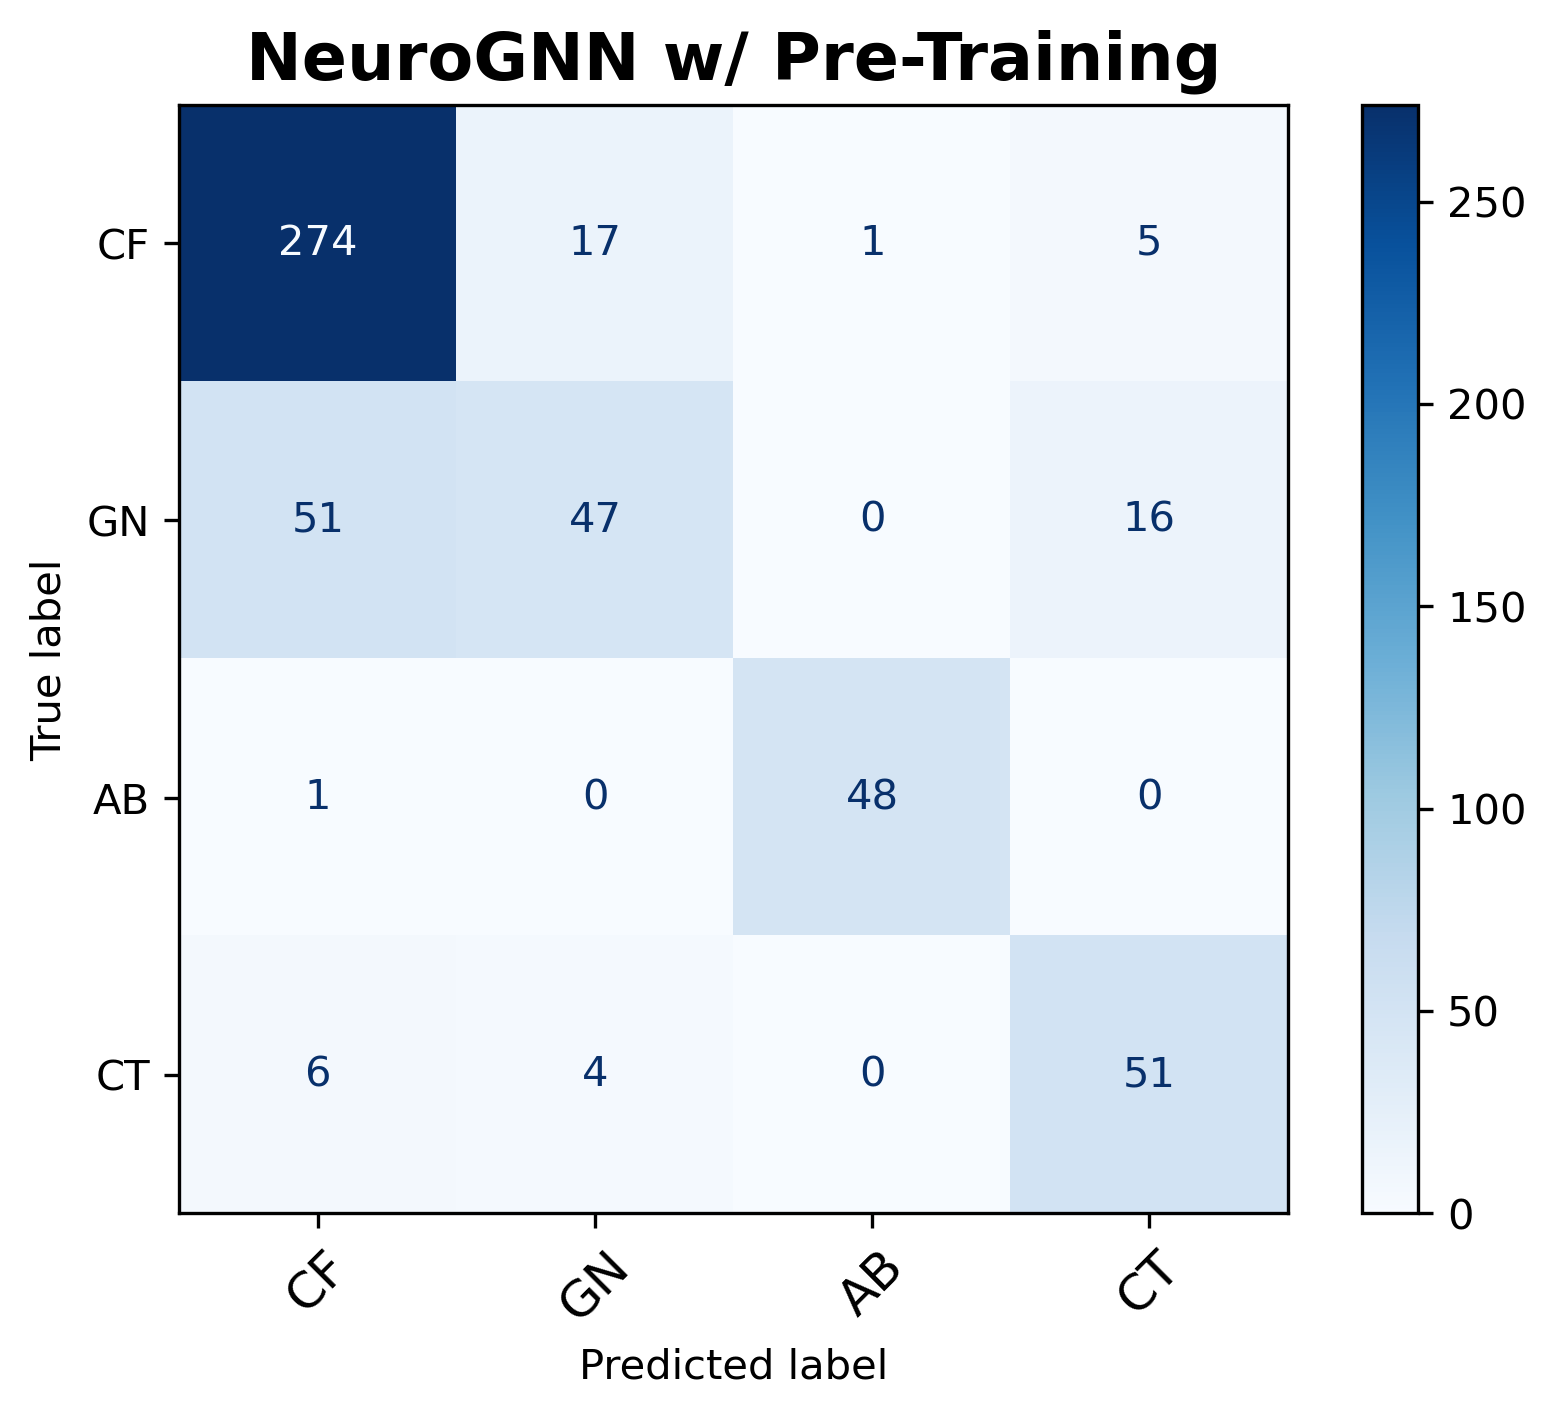 NeuroGNN w/ Pre-Training
CF 274 17 1 5
GN 51 47 0 16
AB 1 0 48 0
CT 6 4 0 51
CF GN AB CT
Predicted label
True label
250
200
150
100
50
0